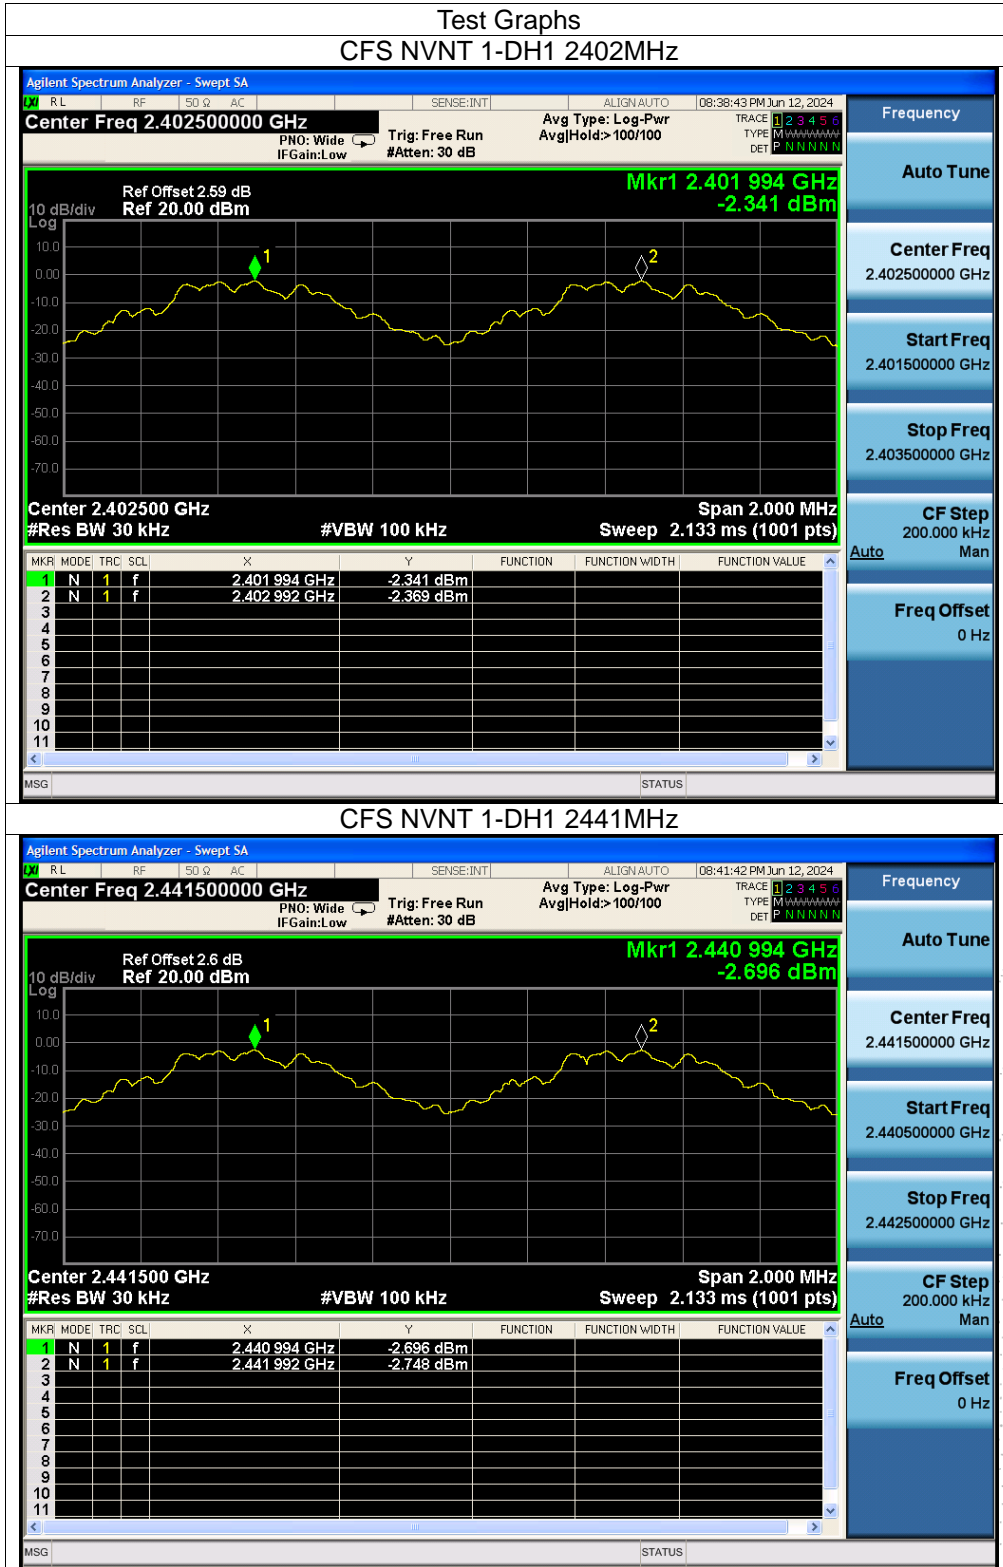 Test Graphs
CFS NVNT 1-DH1 2402MHz
Agilent Spectrum Analyzer - Swept SA
LXI RL RF 50 Ω AC SENSE:INT ALIGN AUTO 08:38:43 PM Jun 12, 2024
Center Freq 2.402500000 GHz
PNO: Wide
IFGain:Low
Trig: Free Run
#Atten: 30 dB
Avg Type: Log-Pwr
Avg|Hold:>100/100
TRACE 1 2 3 4 5 6
TYPE M WWWWW
DET P N N N N N
Frequency
Auto Tune
Center Freq
2.402500000 GHz
Start Freq
2.401500000 GHz
Stop Freq
2.403500000 GHz
CF Step
200.000 kHz
Auto Man
Freq Offset
0 Hz
Mkr1 2.401 994 GHz
-2.341 dBm
Ref Offset 2.59 dB
10 dB/div Ref 20.00 dBm
Log
10.0
0.00
-10.0
-20.0
-30.0
-40.0
-50.0
-60.0
-70.0
1
2
Center 2.402500 GHz Span 2.000 MHz
#Res BW 30 kHz #VBW 100 kHz Sweep 2.133 ms (1001 pts)
MKR MODE TRC SCL X Y FUNCTION FUNCTION WIDTH FUNCTION VALUE
1 N 1 f 2.401 994 GHz -2.341 dBm
2 N 1 f 2.402 992 GHz -2.369 dBm
3
4
5
6
7
8
9
10
11
MSG STATUS
CFS NVNT 1-DH1 2441MHz
Agilent Spectrum Analyzer - Swept SA
LXI RL RF 50 Ω AC SENSE:INT ALIGN AUTO 08:41:42 PM Jun 12, 2024
Center Freq 2.441500000 GHz
PNO: Wide
IFGain:Low
Trig: Free Run
#Atten: 30 dB
Avg Type: Log-Pwr
Avg|Hold:>100/100
TRACE 1 2 3 4 5 6
TYPE M WWWWW
DET P N N N N N
Frequency
Auto Tune
Center Freq
2.441500000 GHz
Start Freq
2.440500000 GHz
Stop Freq
2.442500000 GHz
CF Step
200.000 kHz
Auto Man
Freq Offset
0 Hz
Mkr1 2.440 994 GHz
-2.696 dBm
Ref Offset 2.6 dB
10 dB/div Ref 20.00 dBm
Log
10.0
0.00
-10.0
-20.0
-30.0
-40.0
-50.0
-60.0
-70.0
1
2
Center 2.441500 GHz Span 2.000 MHz
#Res BW 30 kHz #VBW 100 kHz Sweep 2.133 ms (1001 pts)
MKR MODE TRC SCL X Y FUNCTION FUNCTION WIDTH FUNCTION VALUE
1 N 1 f 2.440 994 GHz -2.696 dBm
2 N 1 f 2.441 992 GHz -2.748 dBm
3
4
5
6
7
8
9
10
11
MSG STATUS